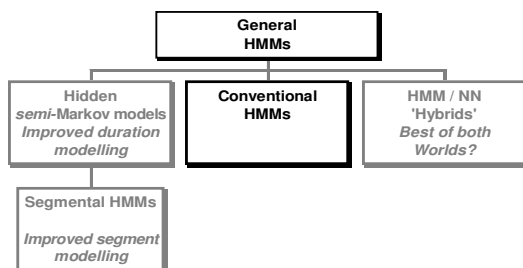 General
HMMs
Hidden
semi-Markov models
Improved duration
modelling
Conventional
HMMs
HMM / NN
'Hybrids'
Best of both
Worlds?
Segmental HMMs
Improved segment
modelling